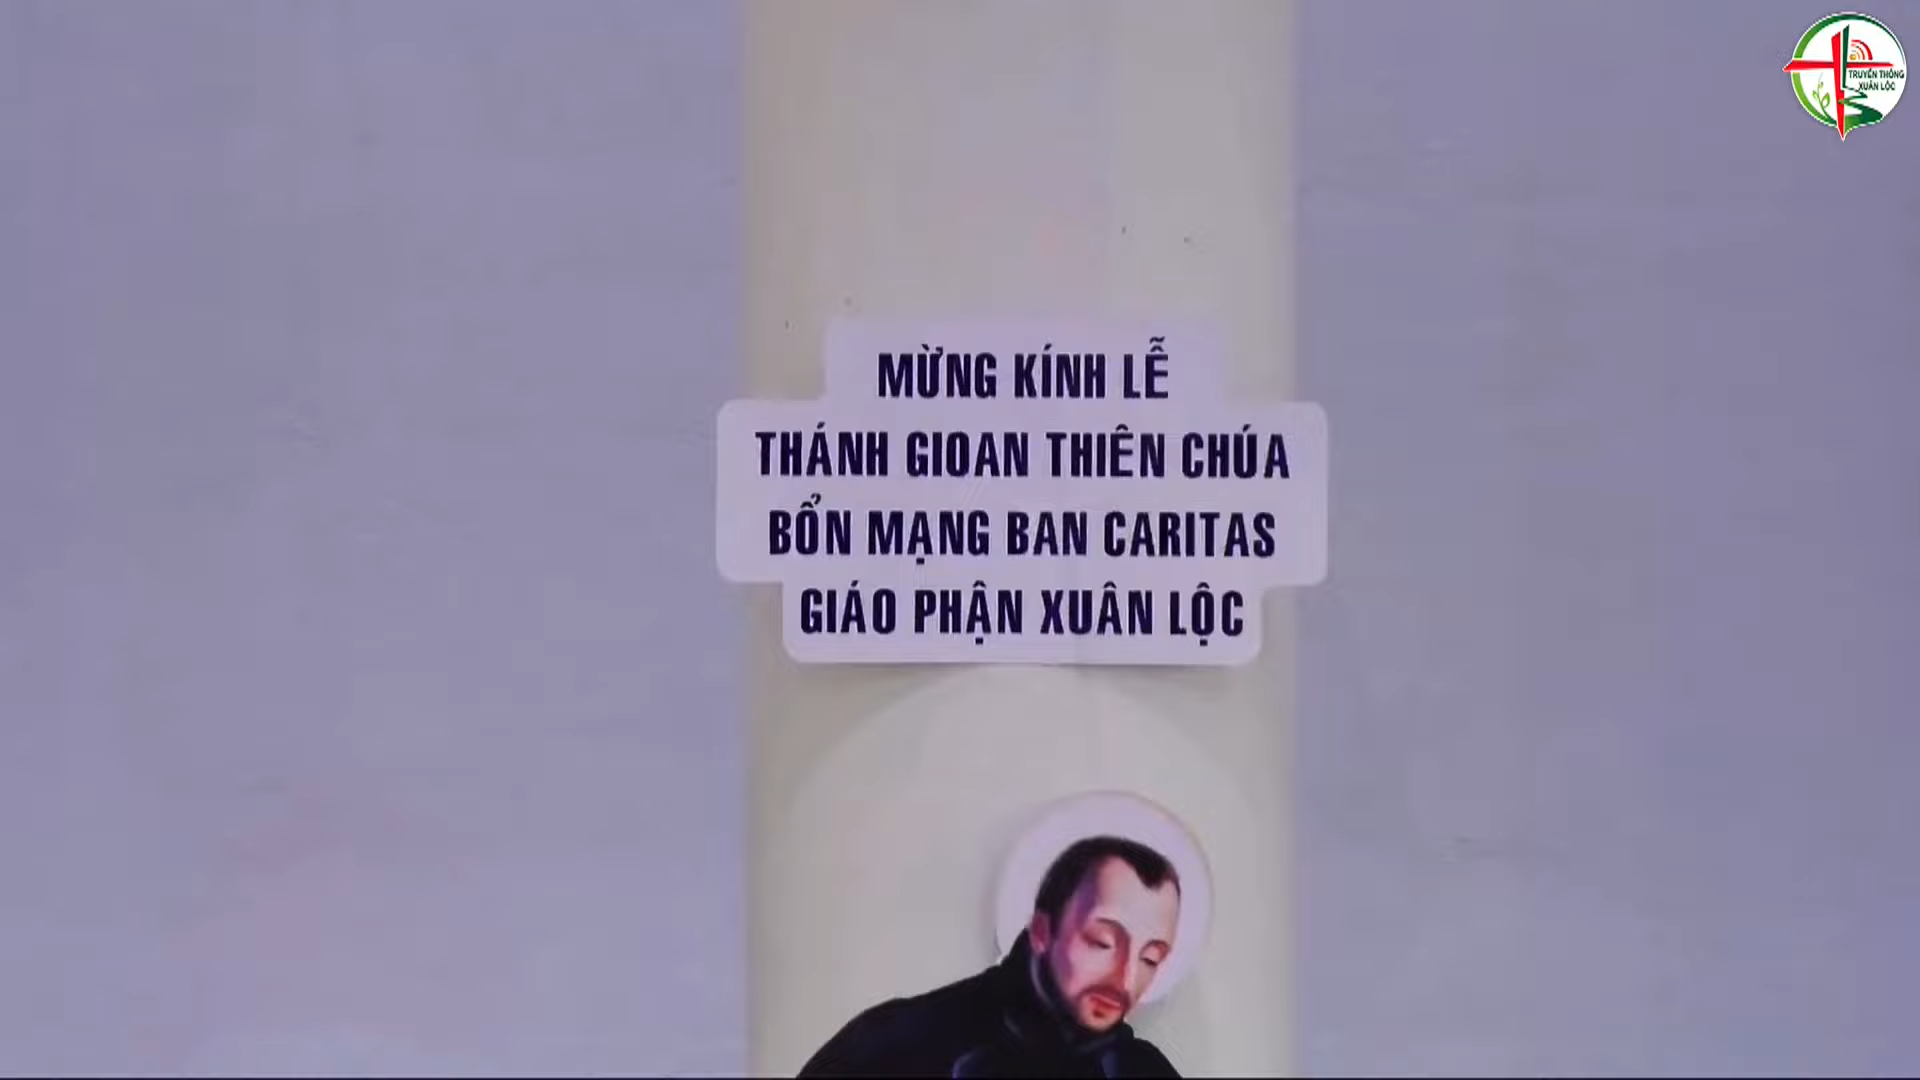 TRUYỀN THÔNG
XUÂN LỘC
MỪNG KÍNH LỄ
THÁNH GIOAN THIÊN CHÚA
BỔN MẠNG BAN CARITAS
GIÁO PHẬN XUÂN LỘC